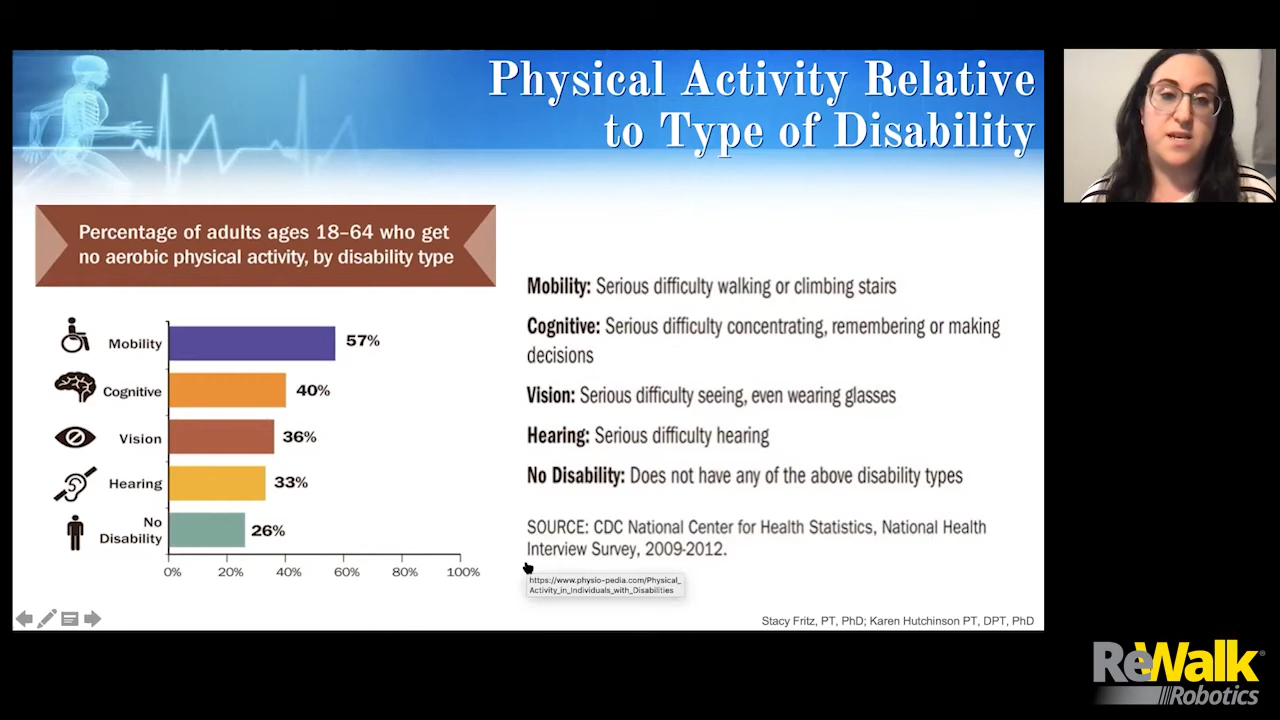 Physical Activity Relative
to Type of Disability
Percentage of adults ages 18–64 who get
no aerobic physical activity, by disability type
Mobility
57%
Cognitive
40%
Vision
36%
Hearing
33%
No
Disability
26%
0% 20% 40% 60% 80% 100%
Mobility: Serious difficulty walking or climbing stairs
Cognitive: Serious difficulty concentrating, remembering or making
decisions
Vision: Serious difficulty seeing, even wearing glasses
Hearing: Serious difficulty hearing
No Disability: Does not have any of the above disability types
SOURCE: CDC National Center for Health Statistics, National Health
Interview Survey, 2009-2012.
https://www.physio-pedia.com/Physical_
Activity_in_Individuals_with_Disabilities
Stacy Fritz, PT, PhD; Karen Hutchinson PT, DPT, PhD
ReWalk®
Robotics